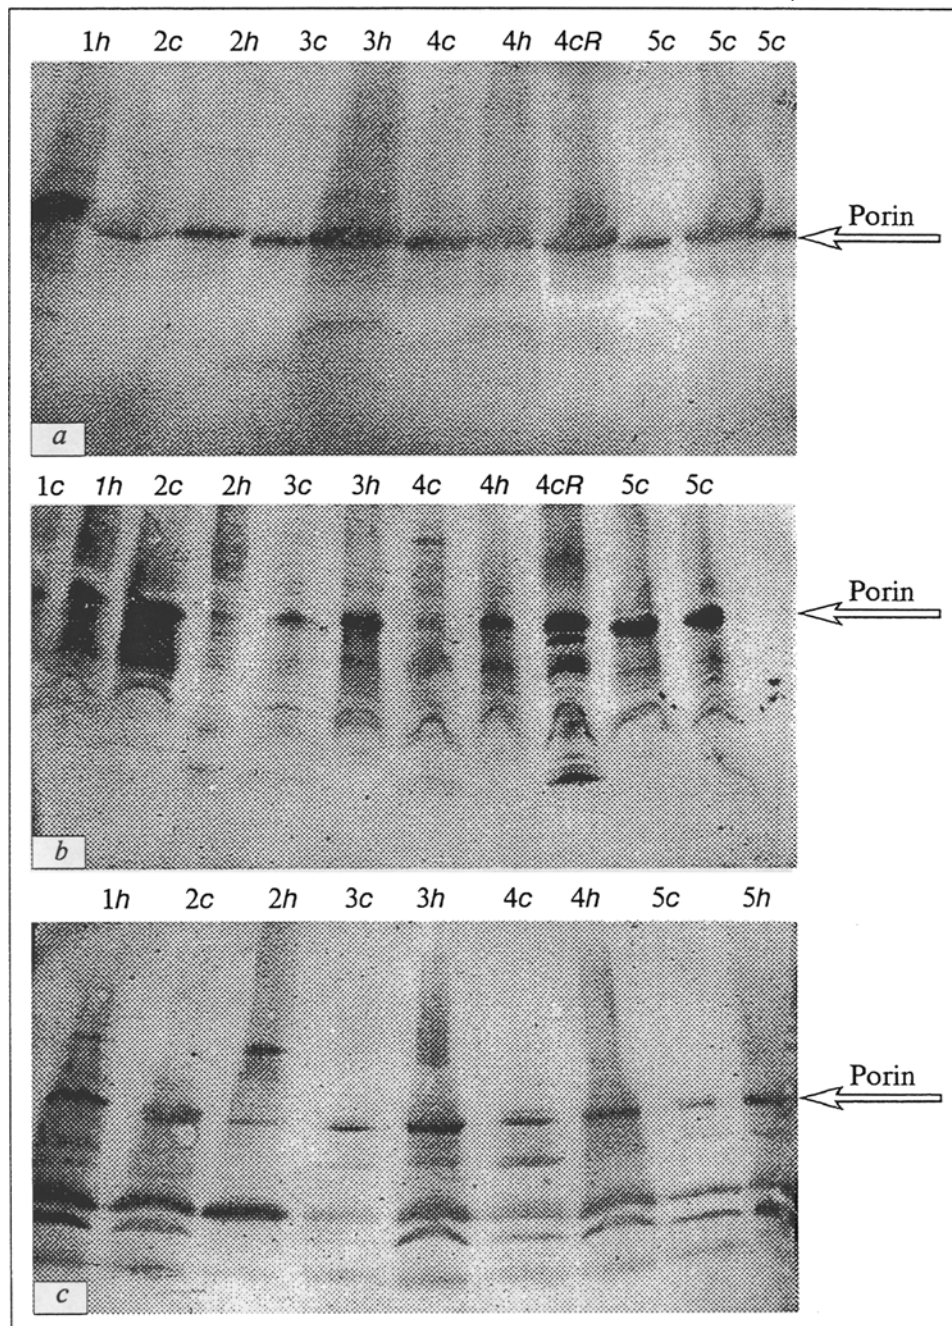 1h 2c 2h 3c 3h 4c 4h 4cR 5c 5c 5c
Porin
a
1c 1h 2c 2h 3c 3h 4c 4h 4cR 5c 5c
Porin
b
1h 2c 2h 3c 3h 4c 4h 5c 5h
Porin
c